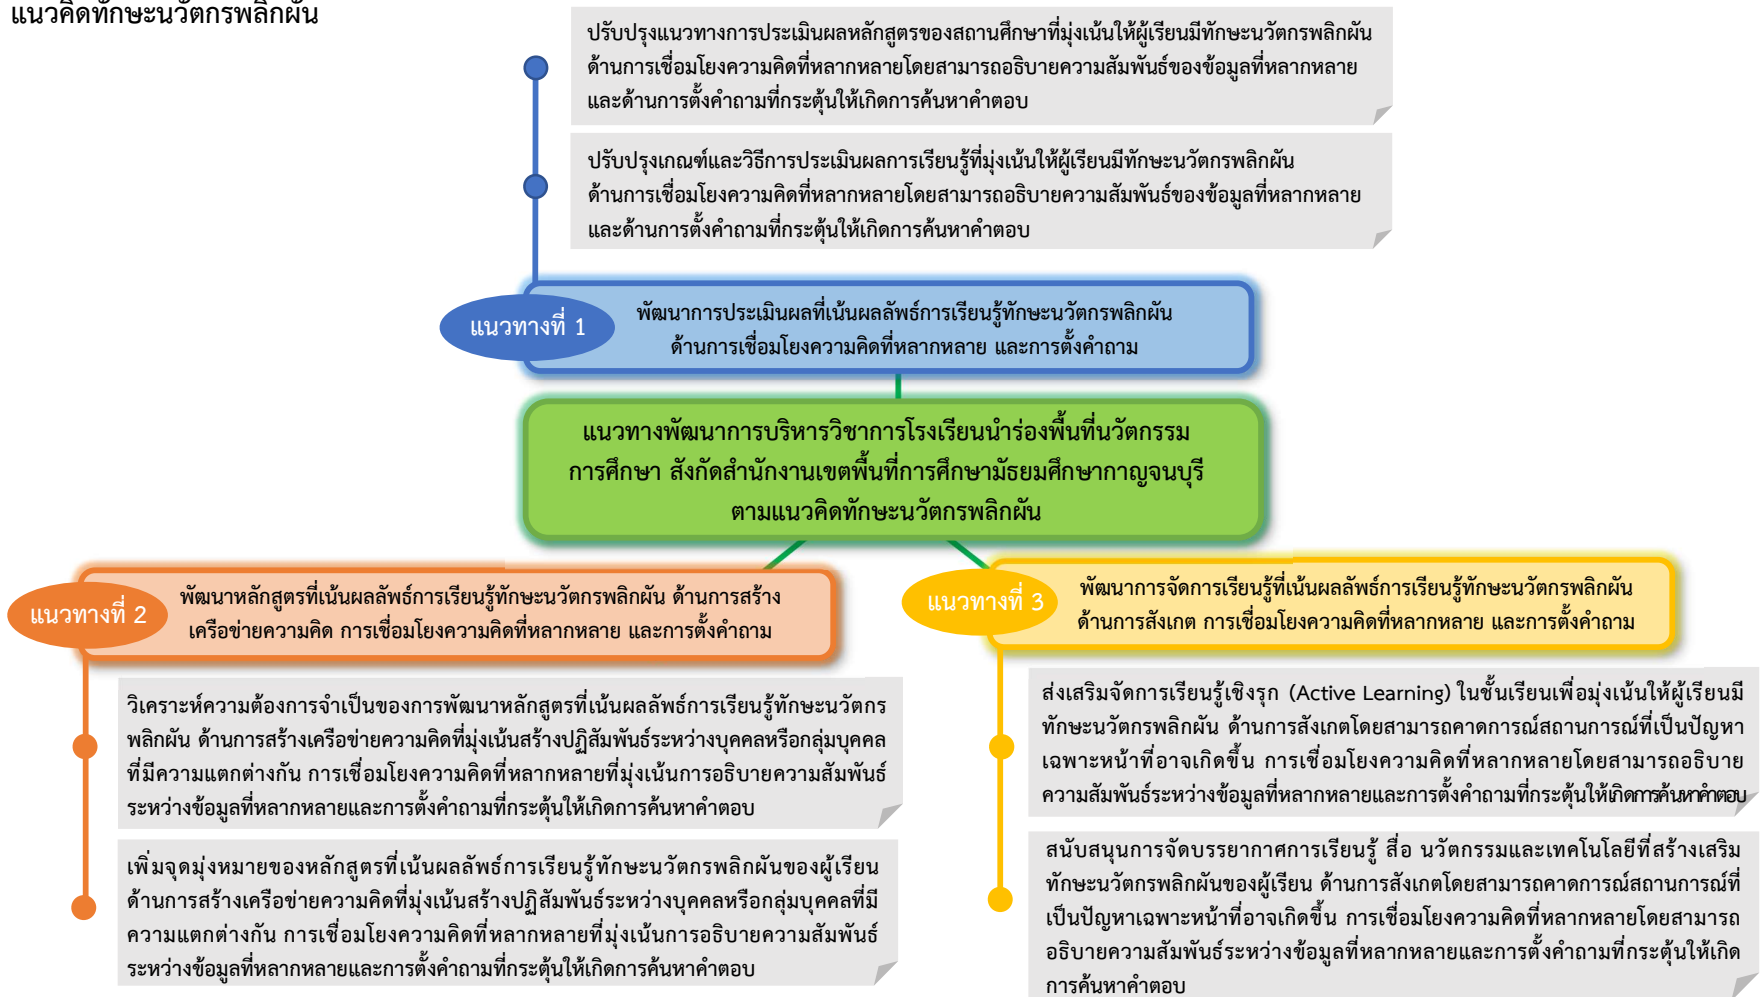 แนวคิดทักษะนวัตกรพลิกผัน
ปรับปรุงแนวทางการประเมินผลหลักสูตรของสถานศึกษาที่มุ่งเน้นให้ผู้เรียนมีทักษะนวัตกรพลิกผัน
ด้านการเชื่อมโยงความคิดที่หลากหลายโดยสามารถอธิบายความสัมพันธ์ของข้อมูลที่หลากหลาย
และด้านการตั้งคำถามที่กระตุ้นให้เกิดการค้นหาคำตอบ
ปรับปรุงเกณฑ์และวิธีการประเมินผลการเรียนรู้ที่มุ่งเน้นให้ผู้เรียนมีทักษะนวัตกรพลิกผัน
ด้านการเชื่อมโยงความคิดที่หลากหลายโดยสามารถอธิบายความสัมพันธ์ของข้อมูลที่หลากหลาย
และด้านการตั้งคำถามที่กระตุ้นให้เกิดการค้นหาคำตอบ
แนวทางที่ 1
พัฒนาการประเมินผลที่เน้นผลลัพธ์การเรียนรู้ทักษะนวัตกรพลิกผัน
ด้านการเชื่อมโยงความคิดที่หลากหลาย และการตั้งคำถาม
แนวทางพัฒนาการบริหารวิชาการโรงเรียนนำร่องพื้นที่นวัตกรรม
การศึกษา สังกัดสำนักงานเขตพื้นที่การศึกษามัธยมศึกษากาญจนบุรี
ตามแนวคิดทักษะนวัตกรพลิกผัน
แนวทางที่ 2
พัฒนาหลักสูตรที่เน้นผลลัพธ์การเรียนรู้ทักษะนวัตกรพลิกผัน ด้านการสร้าง
เครือข่ายความคิด การเชื่อมโยงความคิดที่หลากหลาย และการตั้งคำถาม
วิเคราะห์ความต้องการจำเป็นของการพัฒนาหลักสูตรที่เน้นผลลัพธ์การเรียนรู้ทักษะนวัตกร
พลิกผัน ด้านการสร้างเครือข่ายความคิดที่มุ่งเน้นสร้างปฏิสัมพันธ์ระหว่างบุคคลหรือกลุ่มบุคคล
ที่มีความแตกต่างกัน การเชื่อมโยงความคิดที่หลากหลายที่มุ่งเน้นการอธิบายความสัมพันธ์
ระหว่างข้อมูลที่หลากหลายและการตั้งคำถามที่กระตุ้นให้เกิดการค้นหาคำตอบ
เพิ่มจุดมุ่งหมายของหลักสูตรที่เน้นผลลัพธ์การเรียนรู้ทักษะนวัตกรพลิกผันของผู้เรียน
ด้านการสร้างเครือข่ายความคิดที่มุ่งเน้นสร้างปฏิสัมพันธ์ระหว่างบุคคลหรือกลุ่มบุคคลที่มี
ความแตกต่างกัน การเชื่อมโยงความคิดที่หลากหลายที่มุ่งเน้นการอธิบายความสัมพันธ์
ระหว่างข้อมูลที่หลากหลายและการตั้งคำถามที่กระตุ้นให้เกิดการค้นหาคำตอบ
แนวทางที่ 3
พัฒนาการจัดการเรียนรู้ที่เน้นผลลัพธ์การเรียนรู้ทักษะนวัตกรพลิกผัน
ด้านการสังเกต การเชื่อมโยงความคิดที่หลากหลาย และการตั้งคำถาม
ส่งเสริมจัดการเรียนรู้เชิงรุก (Active Learning) ในชั้นเรียนเพื่อมุ่งเน้นให้ผู้เรียนมี
ทักษะนวัตกรพลิกผัน ด้านการสังเกตโดยสามารถคาดการณ์สถานการณ์ที่เป็นปัญหา
เฉพาะหน้าที่อาจเกิดขึ้น การเชื่อมโยงความคิดที่หลากหลายโดยสามารถอธิบาย
ความสัมพันธ์ระหว่างข้อมูลที่หลากหลายและการตั้งคำถามที่กระตุ้นให้เกิดการค้นหาคำตอบ
สนับสนุนการจัดบรรยากาศการเรียนรู้ สื่อ นวัตกรรมและเทคโนโลยีที่สร้างเสริม
ทักษะนวัตกรพลิกผันของผู้เรียน ด้านการสังเกตโดยสามารถคาดการณ์สถานการณ์ที่
เป็นปัญหาเฉพาะหน้าที่อาจเกิดขึ้น การเชื่อมโยงความคิดที่หลากหลายโดยสามารถ
อธิบายความสัมพันธ์ระหว่างข้อมูลที่หลากหลายและการตั้งคำถามที่กระตุ้นให้เกิด
การค้นหาคำตอบ